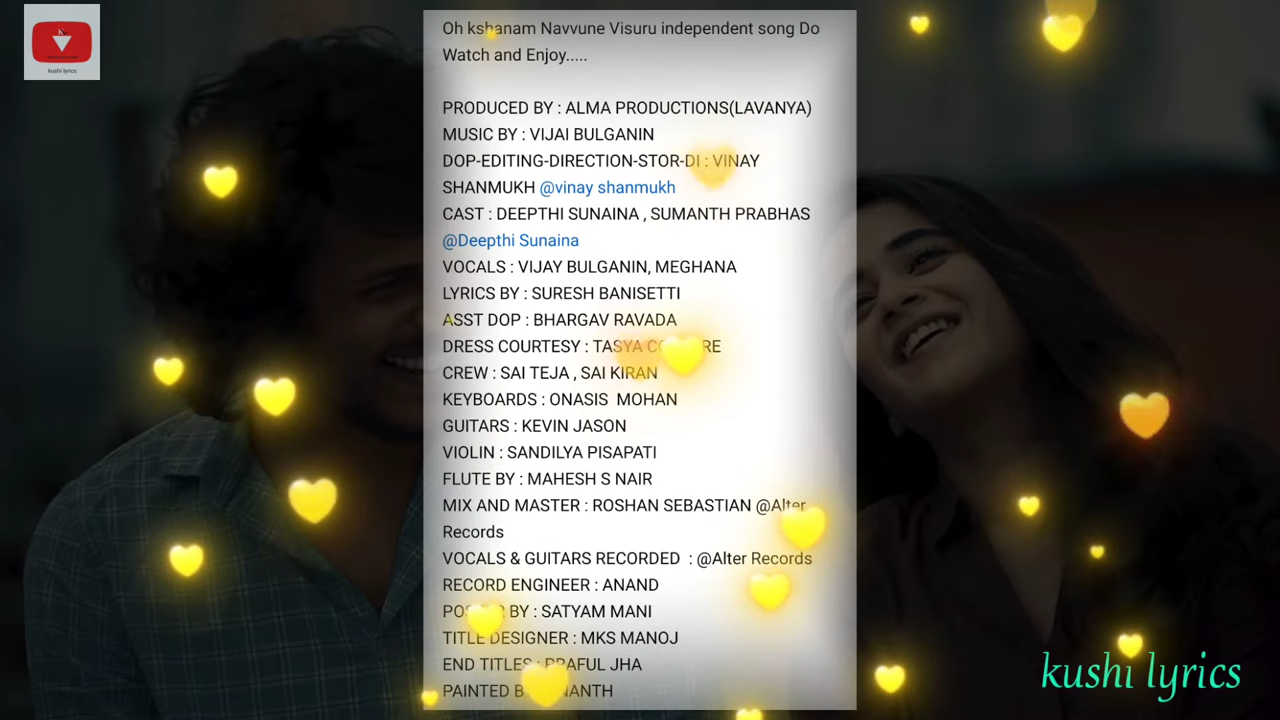 kushi lyrics
Oh kshanam Navvune Visuru independent song Do
Watch and Enjoy.....
PRODUCED BY : ALMA PRODUCTIONS(LAVANYA)
MUSIC BY : VIJAI BULGANIN
DOP-EDITING-DIRECTION-STOR-DI : VINAY
SHANMUKH @vinay shanmukh
CAST : DEEPTHI SUNAINA , SUMANTH PRABHAS
@Deepthi Sunaina
VOCALS : VIJAY BULGANIN, MEGHANA
LYRICS BY : SURESH BANISETTI
ASST DOP : BHARGAV RAVADA
DRESS COURTESY : TASYA
CREW : SAI TEJA , SAI KIRAN
KEYBOARDS : ONASIS MOHAN
GUITARS : KEVIN JASON
VIOLIN : SANDILYA PISAPATI
FLUTE BY : MAHESH S NAIR
MIX AND MASTER : ROSHAN SEBASTIAN @Alter
Records
VOCALS & GUITARS RECORDED : @Alter Records
RECORD ENGINEER : ANAND
POSTER BY : SATYAM MANI
TITLE DESIGNER : MKS MANOJ
END TITLES : PRAFUL JHA
PAINTED
kushi lyrics